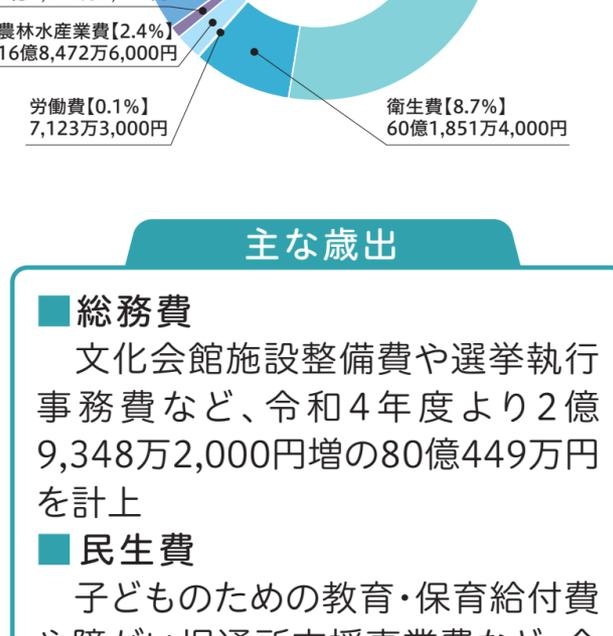 農林水産業費【2.4%】
16億8,472万6,000円
労働費【0.1%】
7,123万3,000円
衛生費【8.7%】
60億1,851万4,000円
主な歳出
■総務費
文化会館施設整備費や選挙執行
事務費など、令和4年度より2億
9,348万2,000円増の80億449万円
を計上
■民生費
子どものための教育・保育給付費